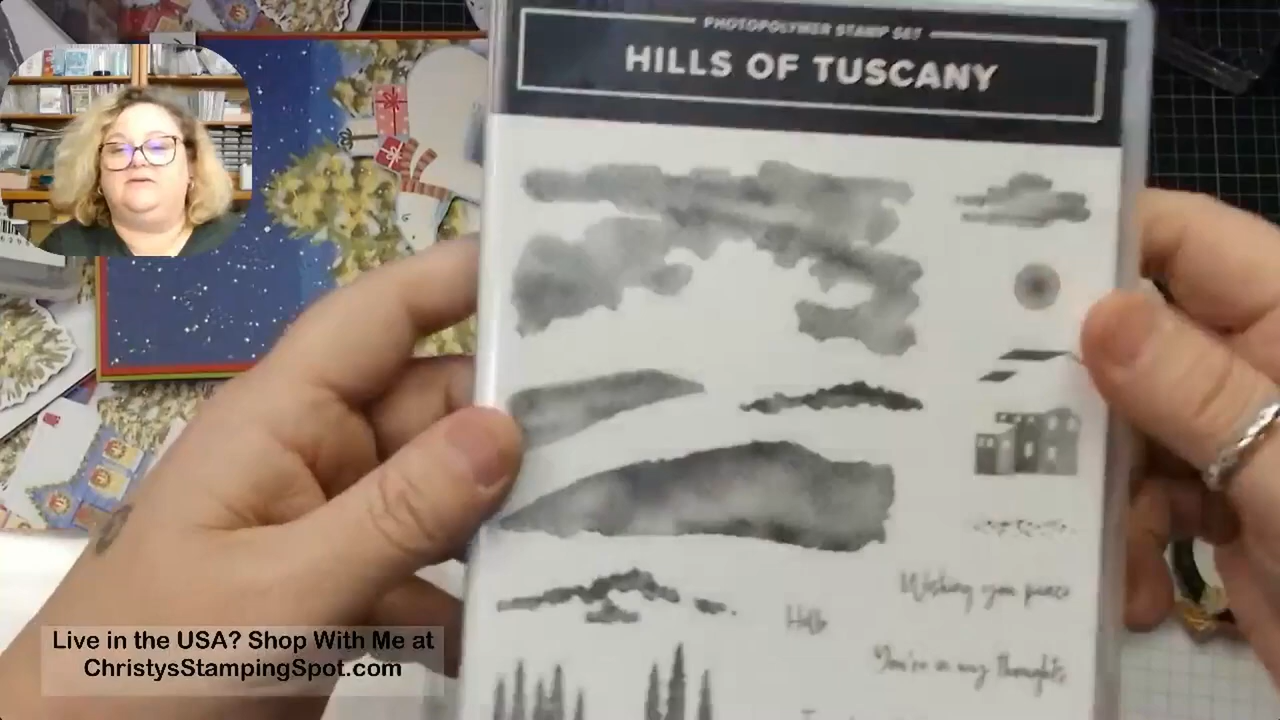 PHOTOPOLYMER STAMP SET
HILLS OF TUSCANY
Hello
Wishing you peace
You're in my thoughts
Live in the USA? Shop With Me at
ChristysStampingSpot.com